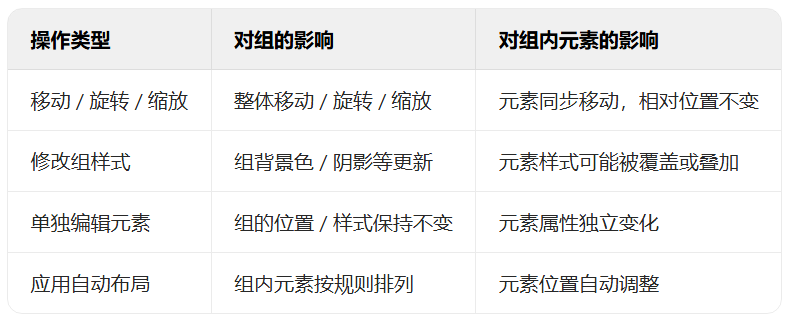 操作类型 对组的影响 对组内元素的影响
移动 / 旋转 / 缩放 整体移动 / 旋转 / 缩放 元素同步移动，相对位置不变
修改组样式 组背景色 / 阴影等更新 元素样式可能被覆盖或叠加
单独编辑元素 组的位置 / 样式保持不变 元素属性独立变化
应用自动布局 组内元素按规则排列 元素位置自动调整